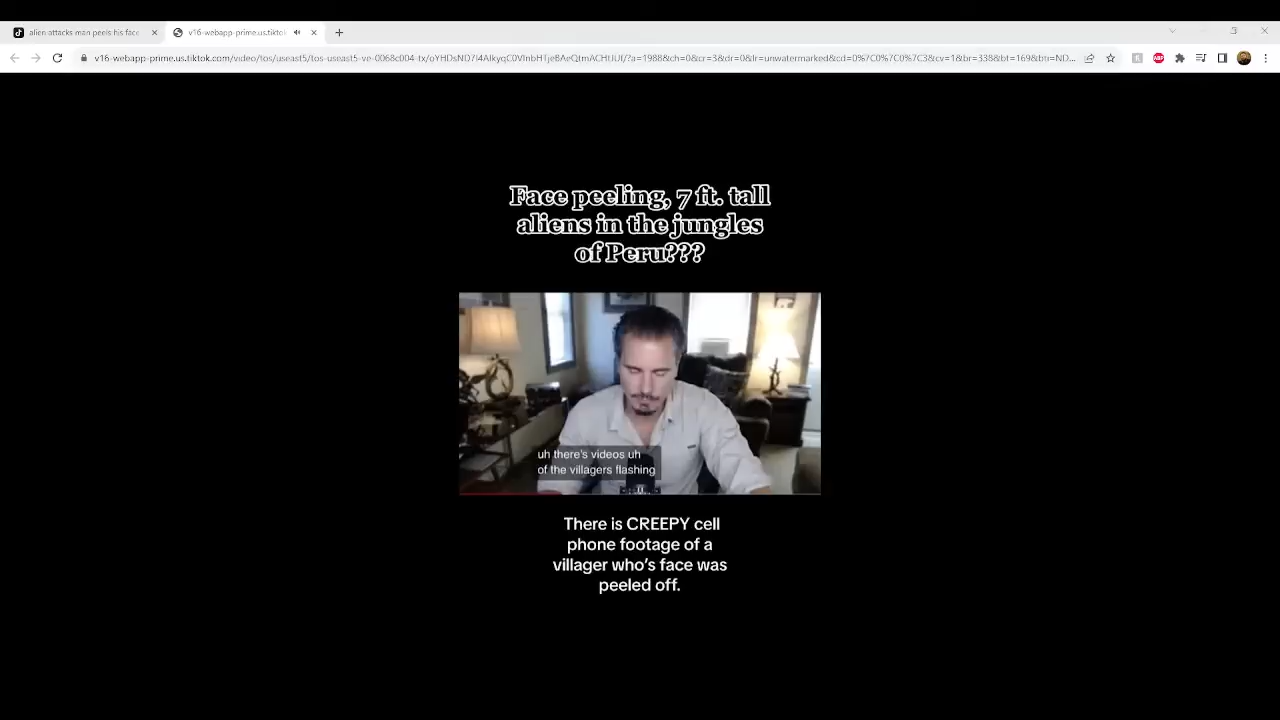 alien attacks man peels his face
v16-webapp-prime.us.tiktok
Face peeling, 7 ft. tall
aliens in the jungles
of Peru???
uh there's videos uh
of the villagers flashing
There is CREEPY cell
phone footage of a
villager who's face was
peeled off.